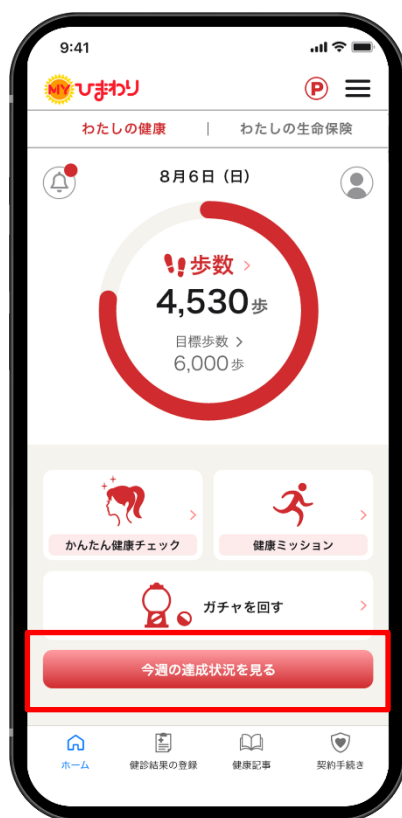 9:41
MYひまわり
P
わたしの健康
わたしの生命保険
8月6日（日）
歩数
4,530歩
目標歩数
6,000歩
かんたん健康チェック
健康ミッション
ガチャを回す
今週の達成状況を見る
ホーム
健診結果の登録
健康記事
契約手続き